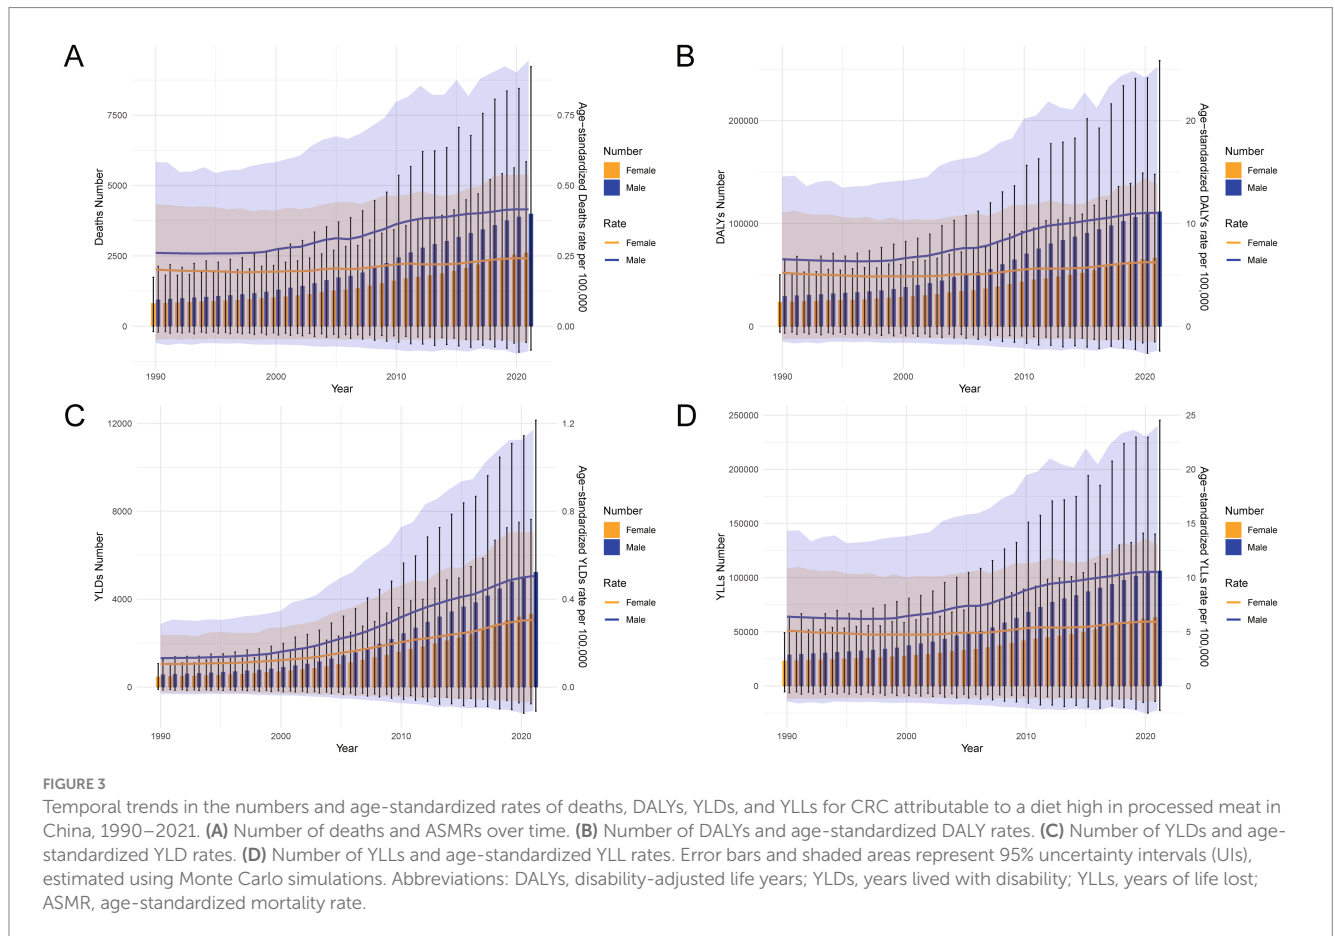 A
Deaths Number
7500
5000
2500
0
0.75
0.50
0.25
0.00
Age-standardized Deaths rate per 100,000
1990
2000
2010
2020
Year
Number
Female
Male
Rate
Female
Male
B
DALYs Number
200000
100000
0
20
10
0
Age-standardized DALYs rate per 100,000
1990
2000
2010
2020
Year
Number
Female
Male
Rate
Female
Male
C
YLDs Number
12000
8000
4000
0
1.2
0.8
0.4
0.0
Age-standardized YLDs rate per 100,000
1990
2000
2010
2020
Year
Number
Female
Male
Rate
Female
Male
D
YLLs Number
250000
200000
150000
100000
50000
0
25
20
15
10
5
0
Age-standardized YLLs rate per 100,000
1990
2000
2010
2020
Year
Number
Female
Male
Rate
Female
Male
FIGURE 3
Temporal trends in the numbers and age-standardized rates of deaths, DALYs, YLDs, and YLLs for CRC attributable to a diet high in processed meat in
China, 1990–2021. (A) Number of deaths and ASMRs over time. (B) Number of DALYs and age-standardized DALY rates. (C) Number of YLDs and age-
standardized YLD rates. (D) Number of YLLs and age-standardized YLL rates. Error bars and shaded areas represent 95% uncertainty intervals (UIs),
estimated using Monte Carlo simulations. Abbreviations: DALYs, disability-adjusted life years; YLDs, years lived with disability; YLLs, years of life lost;
ASMR, age-standardized mortality rate.